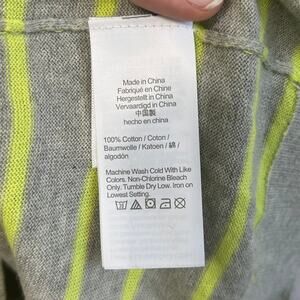 Made in China
Fabriqué en Chine
Hergestellt in China
Vervaardigd in China
中国製
hecho en china
100% Cotton / Coton /
Baumwolle / Katoen / 綿 /
algodón
Machine Wash Cold With Like
Colors. Non-Chlorine Bleach
Only. Tumble Dry Low. Iron on
Lowest Setting.